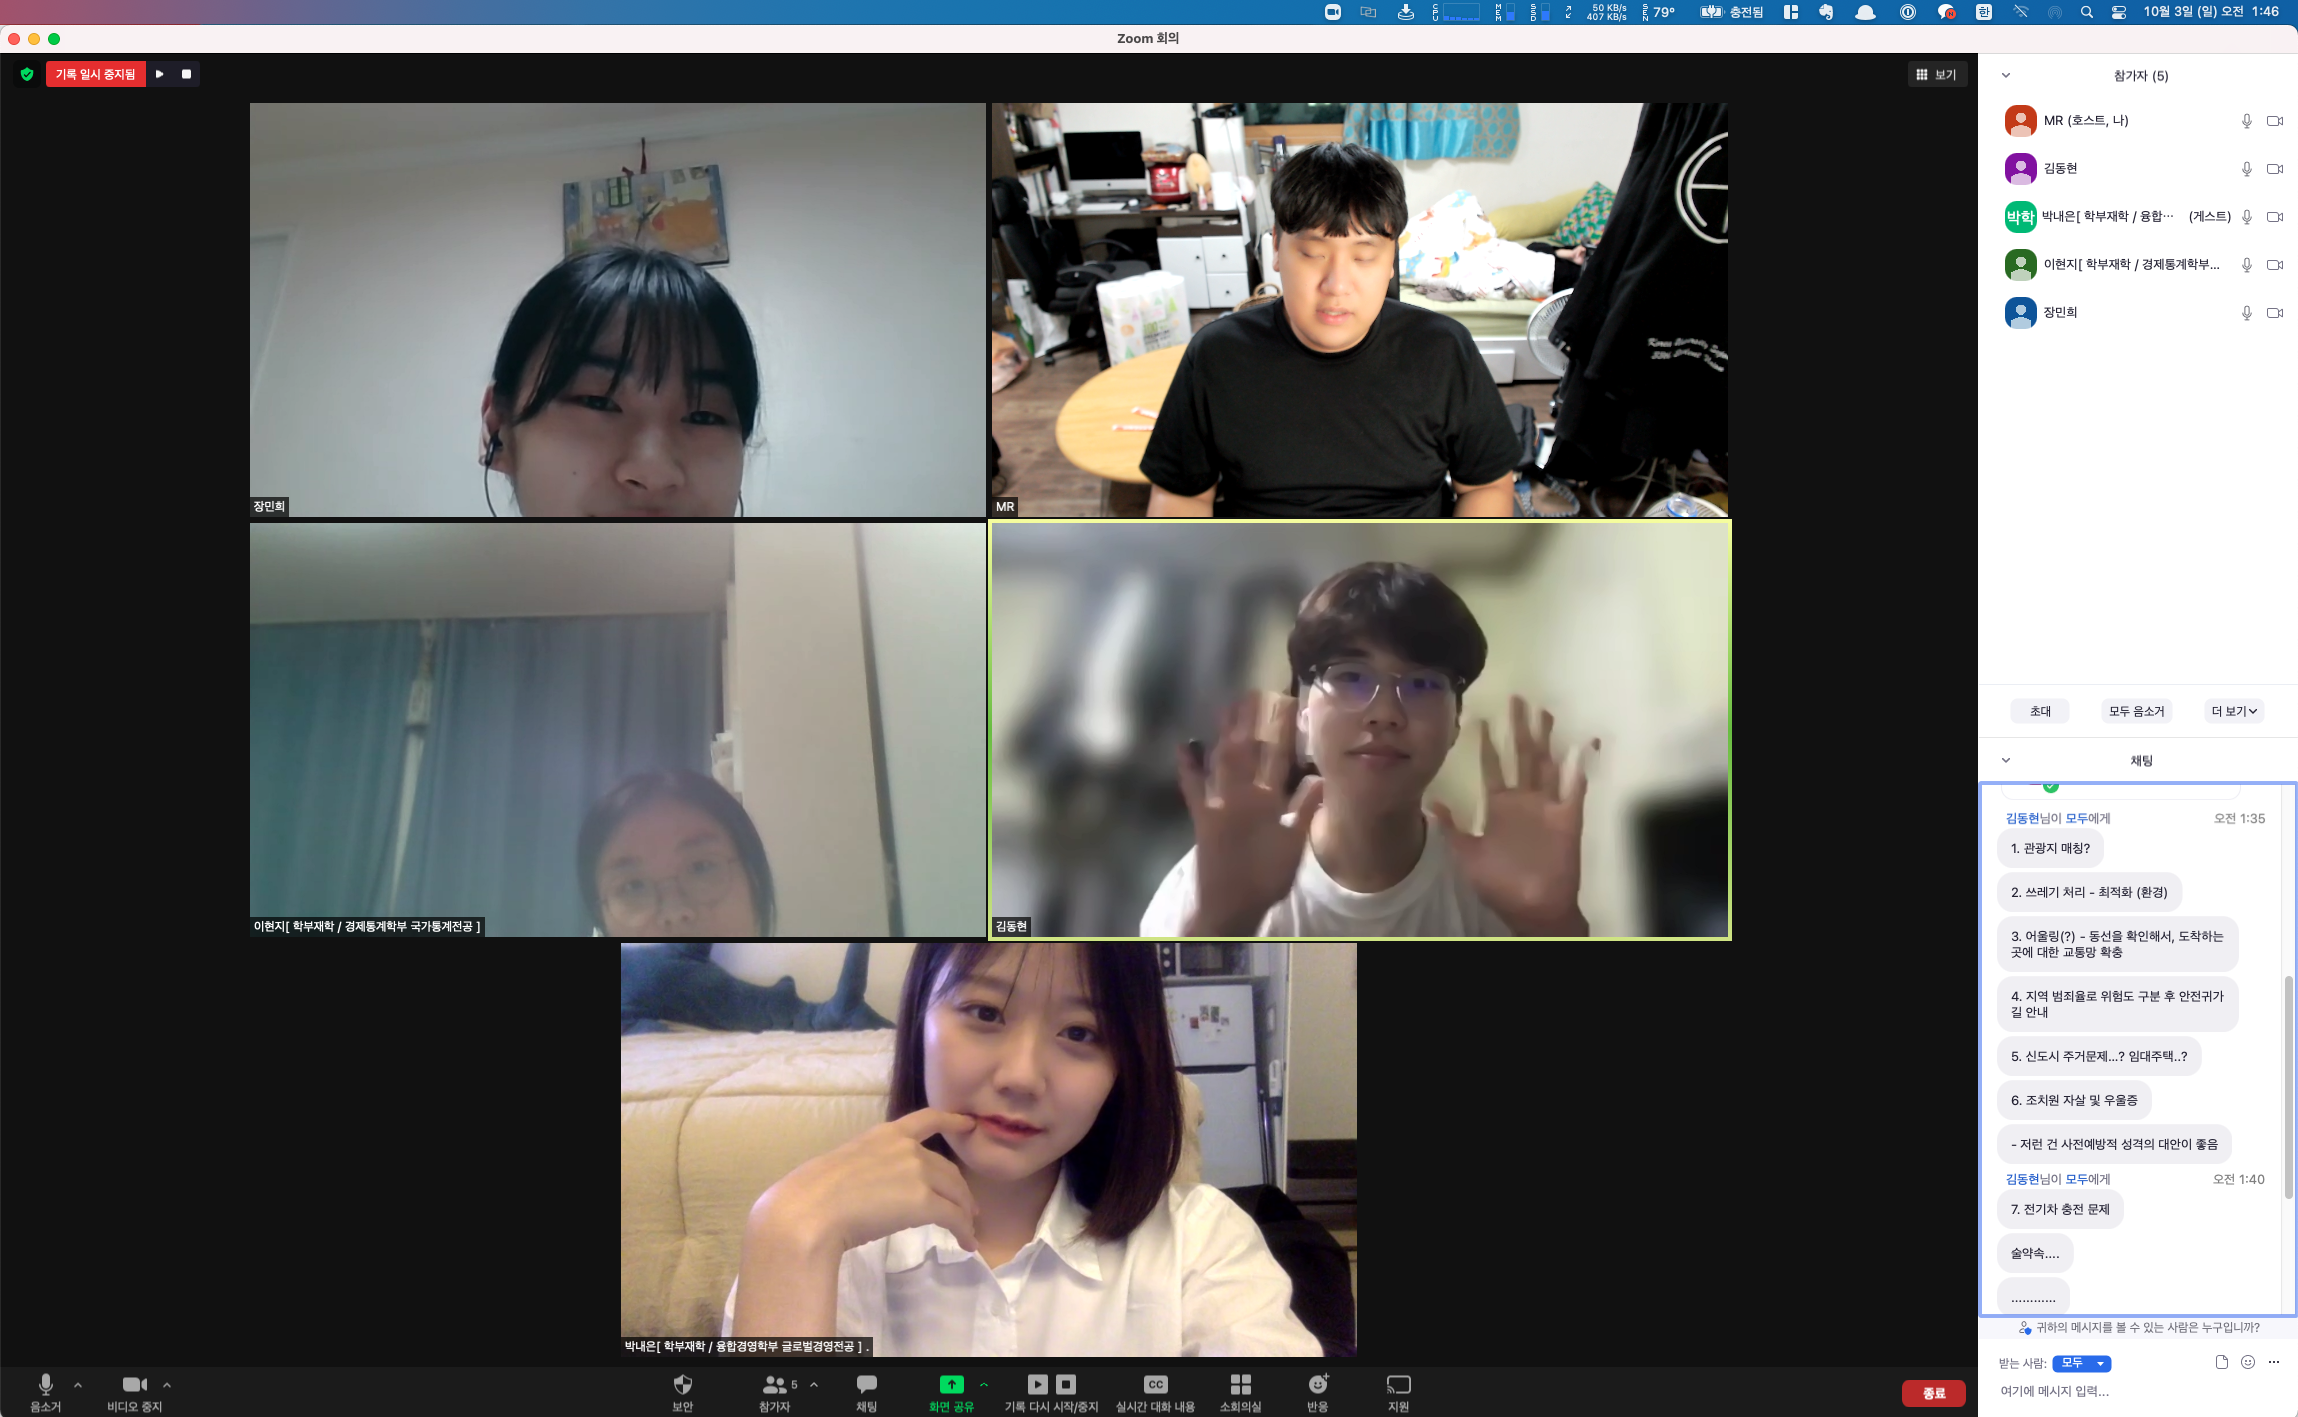 50 KB/s
407 KB/s
79°
충전됨
한
10월 3일 (일) 오전 1:46
Zoom 회의
기록 일시 중지됨
보기
장민희
MR
이현지[ 학부재학 / 경제통계학부 국가통계전공 ]
김동현
박내은[ 학부재학 / 융합경영학부 글로벌경영전공 ] .
참가자 (5)
MR (호스트, 나)
김동현
박학
박내은[ 학부재학 / 융합… (게스트)
이현지[ 학부재학 / 경제통계학부...
장민희
초대
모두 음소거
더 보기
채팅
김동현님이 모두에게 오전 1:35
1. 관광지 매칭?
2. 쓰레기 처리 - 최적화 (환경)
3. 어울링(?) - 동선을 확인해서, 도착하는
곳에 대한 교통망 확충
4. 지역 범죄율로 위험도 구분 후 안전귀가
길 안내
5. 신도시 주거문제...? 임대주택..?
6. 조치원 자살 및 우울증
- 저런 건 사전예방적 성격의 대안이 좋음
김동현님이 모두에게 오전 1:40
7. 전기차 충전 문제
술약속....
............
귀하의 메시지를 볼 수 있는 사람은 누구입니까?
받는 사람: 모두
여기에 메시지 입력...
음소거
비디오 중지
보안
참가자
5
채팅
화면 공유
기록 다시 시작/중지
CC
실시간 대화 내용
소회의실
반응
지원
종료